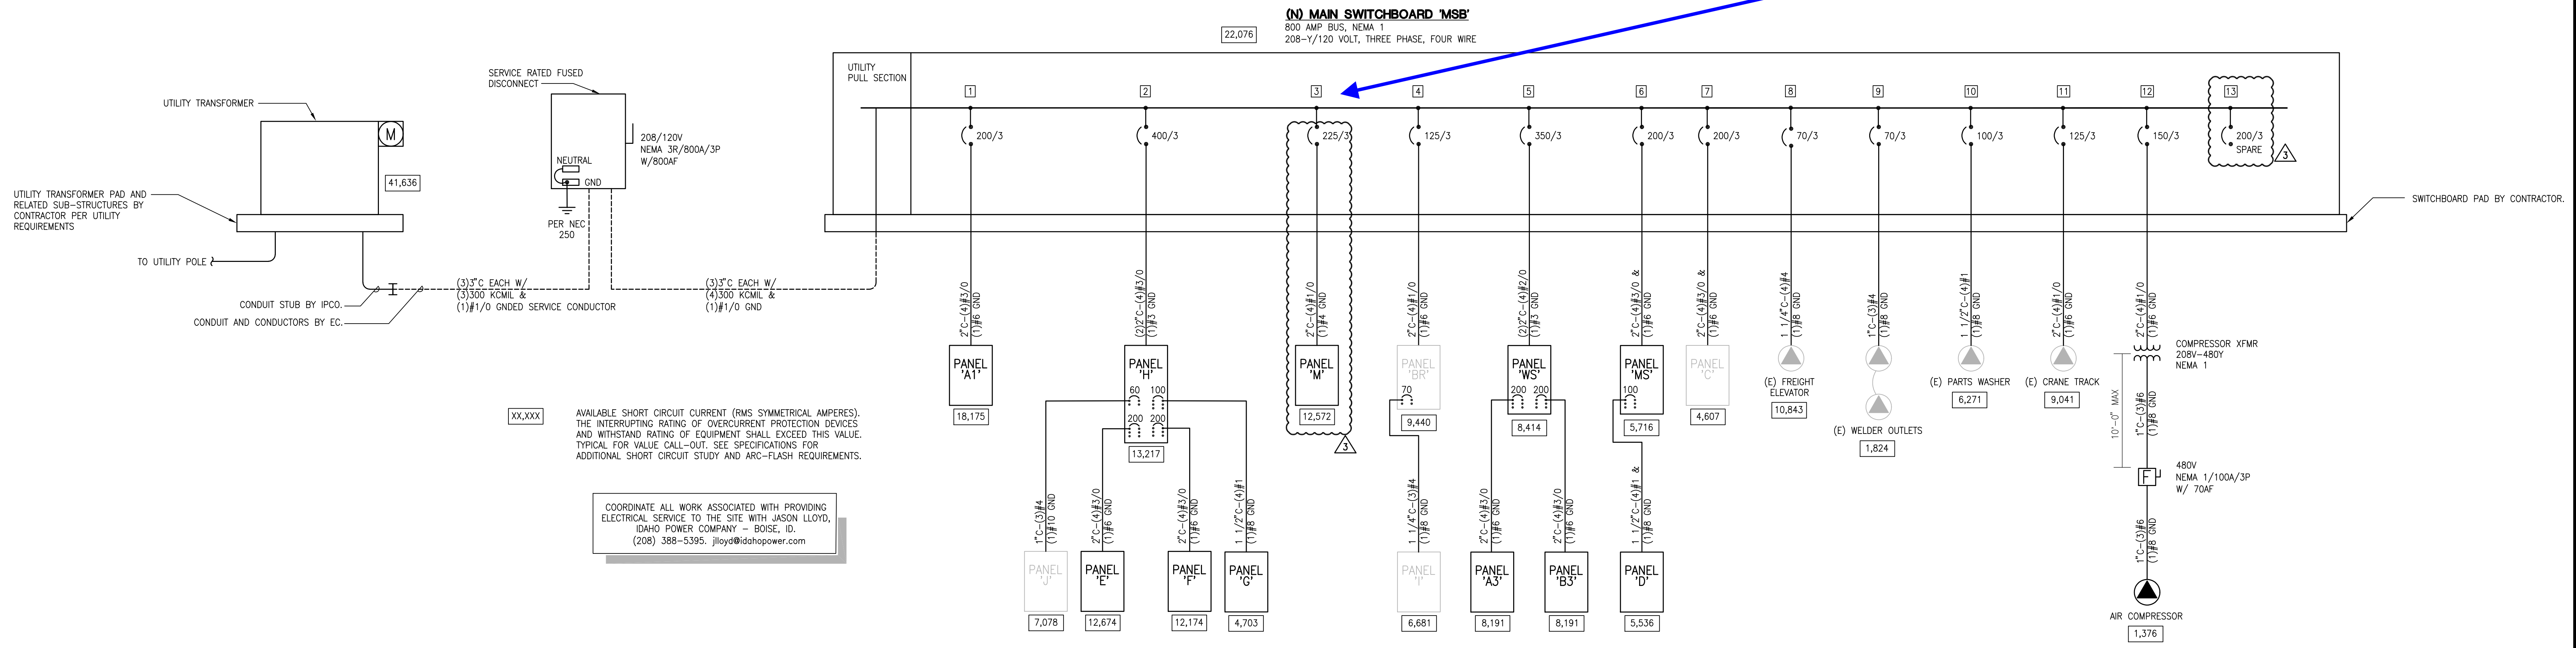 (N) MAIN SWITCHBOARD 'MSB'
22,076
800 AMP BUS, NEMA 1
208-Y/120 VOLT, THREE PHASE, FOUR WIRE
UTILITY TRANSFORMER
M
41,636
UTILITY TRANSFORMER PAD AND
RELATED SUB-STRUCTURES BY
CONTRACTOR PER UTILITY
REQUIREMENTS
TO UTILITY POLE
CONDUIT STUB BY IPCO.
CONDUIT AND CONDUCTORS BY EC.
SERVICE RATED FUSED
DISCONNECT
208/120V
NEMA 3R/800A/3P
W/800AF
NEUTRAL
GND
PER NEC
250
(3)3"C EACH W/
(3)300 KCMIL &
(1)#1/0 GNDED SERVICE CONDUCTOR
(3)3"C EACH W/
(4)300 KCMIL &
(1)#1/0 GND
UTILITY
PULL SECTION
1
2
3
4
5
6
7
8
9
10
11
12
13
200/3
400/3
225/3
125/3
350/3
200/3
200/3
70/3
70/3
100/3
125/3
150/3
200/3
SPARE
3
SWITCHBOARD PAD BY CONTRACTOR.
2"C-(4)#3/0
(1)#6 GND
(2)2"C-(4)#3/0
(1)#3 GND
2"C-(4)#1/0
(1)#4 GND
2"C-(4)#1/0
(1)#6 GND
(2)2"C-(4)#2/0
(1)#3 GND
2"C-(4)#3/0 &
(1)#6 GND
2"C-(4)#3/0 &
(1)#6 GND
1 1/4"C-(4)#4
(1)#8 GND
1"C-(3)#4
(1)#8 GND
1 1/2"C-(4)#1
(1)#8 GND
2"C-(4)#1/0
(1)#6 GND
2"C-(4)#1/0
(1)#6 GND
PANEL
'A1'
18,175
PANEL
'H'
60 100
200 200
13,217
PANEL
'M'
12,572
3
PANEL
'BR'
70
9,440
PANEL
'WS'
200 200
8,414
PANEL
'MS'
100
5,716
PANEL
'C'
4,607
(E) FREIGHT
ELEVATOR
10,843
(E) WELDER OUTLETS
1,824
(E) PARTS WASHER
6,271
(E) CRANE TRACK
9,041
COMPRESSOR XFMR
208V-480Y
NEMA 1
10'-0" MAX
1"C-(3)#6
(1)#8 GND
F
480V
NEMA 1/100A/3P
W/ 70AF
1"C-(3)#6
(1)#8 GND
AIR COMPRESSOR
1,376
XX,XXX
AVAILABLE SHORT CIRCUIT CURRENT (RMS SYMMETRICAL AMPERES).
THE INTERRUPTING RATING OF OVERCURRENT PROTECTION DEVICES
AND WITHSTAND RATING OF EQUIPMENT SHALL EXCEED THIS VALUE.
TYPICAL FOR VALUE CALL-OUT. SEE SPECIFICATIONS FOR
ADDITIONAL SHORT CIRCUIT STUDY AND ARC-FLASH REQUIREMENTS.
COORDINATE ALL WORK ASSOCIATED WITH PROVIDING
ELECTRICAL SERVICE TO THE SITE WITH JASON LLOYD,
IDAHO POWER COMPANY - BOISE, ID.
(208) 388-5395. jlloyd@idahopower.com
1"C-(3)#4
(1)#10 GND
2"C-(4)#3/0
(1)#6 GND
2"C-(4)#3/0
(1)#6 GND
1 1/2"C-(4)#1
(1)#8 GND
1 1/4"C-(3)#4
(1)#8 GND
2"C-(4)#3/0
(1)#6 GND
2"C-(4)#3/0
(1)#6 GND
1 1/2"C-(4)#1 &
(1)#8 GND
PANEL
'J'
7,078
PANEL
'E'
12,674
PANEL
'F'
12,174
PANEL
'G'
4,703
PANEL
'I'
6,681
PANEL
'A3'
8,191
PANEL
'B3'
8,191
PANEL
'D'
5,536